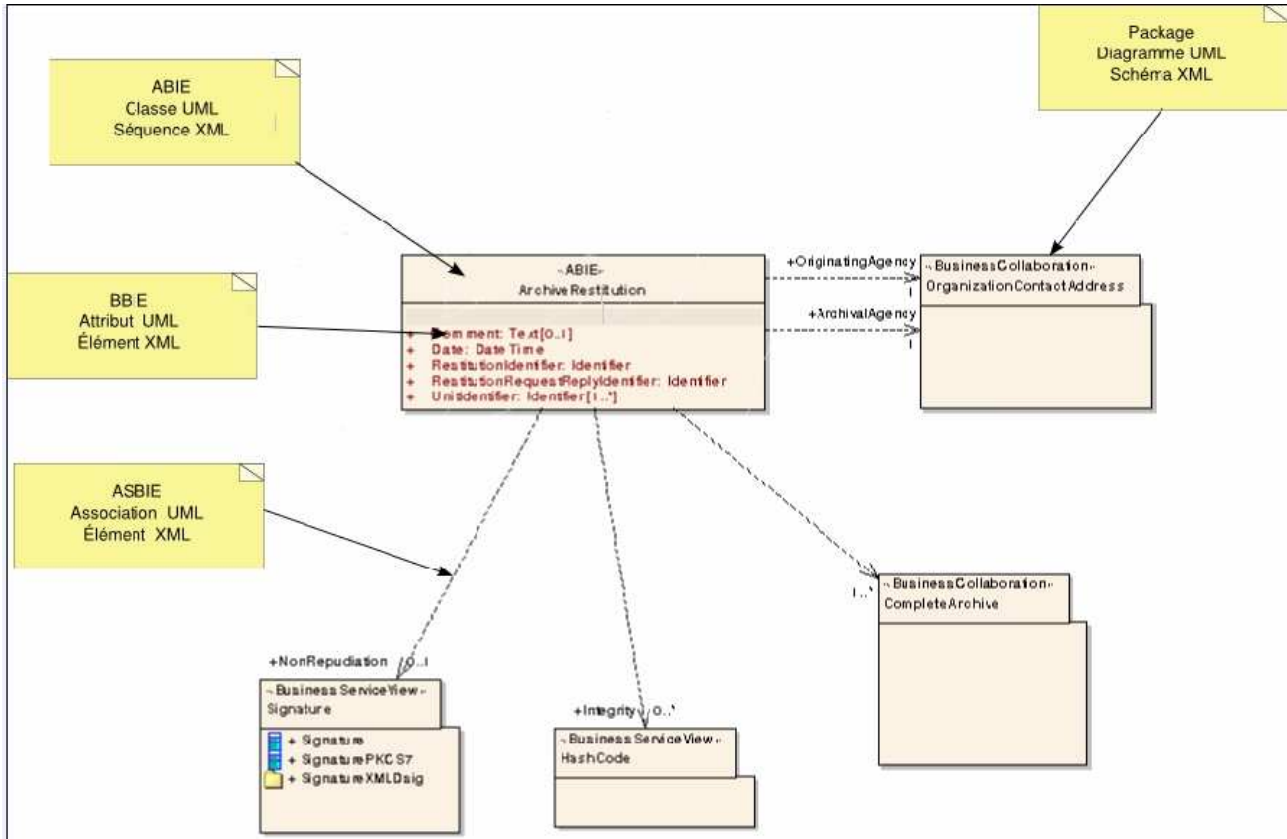 ABIE
Classe UML
Séquence XML
Package
Diagramme UML
Schéma XML
BBIE
Attribut UML
Élément XML
ASBIE
Association UML
Élément XML
«ABIE»
ArchiveRestitution
+ Comment: Text[0..1]
+ Date: DateTime
+ RestitutionIdentifier: Identifier
+ RestitutionRequestReplyIdentifier: Identifier
+ UnitIdentifier: Identifier[1..*]
+OriginatingAgency
1
+ArchivalAgency
1
«BusinessCollaboration»
OrganizationContactAddress
1..*
«BusinessCollaboration»
CompleteArchive
+NonRepudiation 0..1
«BusinessServiceView»
Signature
+ Signature
+ SignaturePKCS7
+ SignatureXMLDsig
+Integrity 0..*
«BusinessServiceView»
HashCode